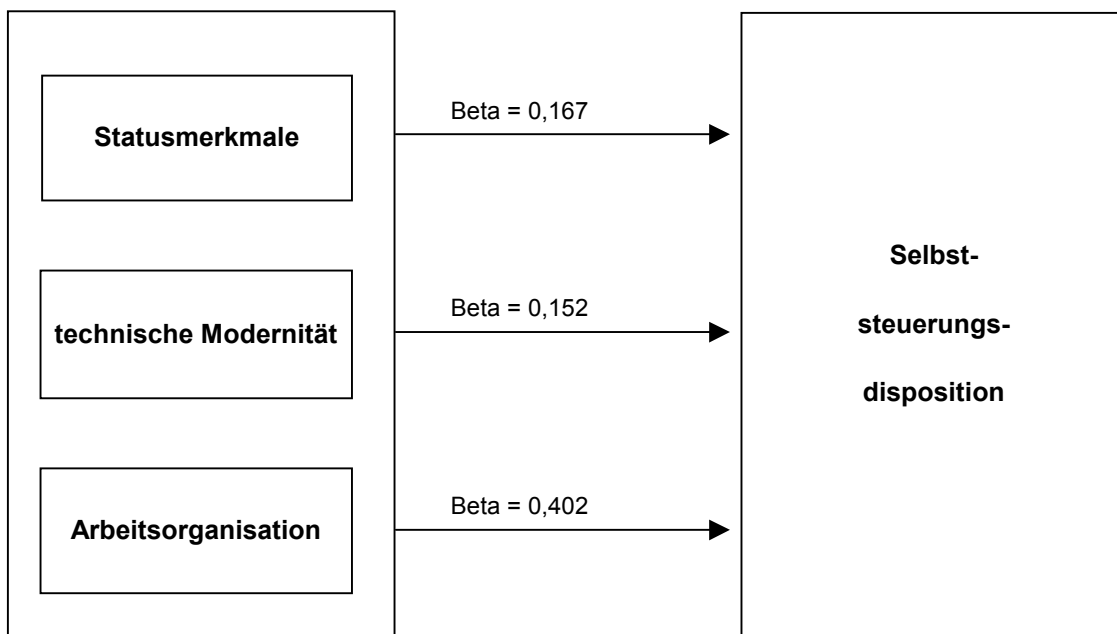 Statusmerkmale
Beta = 0,167
technische Modernität
Beta = 0,152
Arbeitsorganisation
Beta = 0,402
Selbst-
steuerungs-
disposition